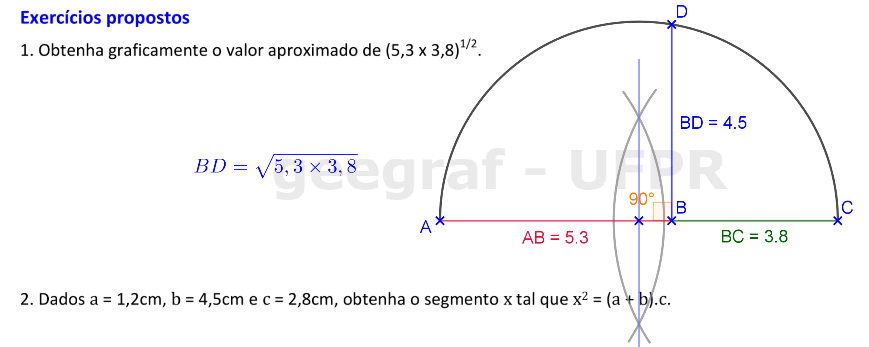 Exercícios propostos
D
1. Obtenha graficamente o valor aproximado de (5,3 x 3,8)^{1/2}.
BD = 4.5
BD = √5,3 × 3,8
geegraf - UFPR
90°
B
C
A
AB = 5.3
BC = 3.8
2. Dados a = 1,2cm, b = 4,5cm e c = 2,8cm, obtenha o segmento x tal que x² = (a + b).c.